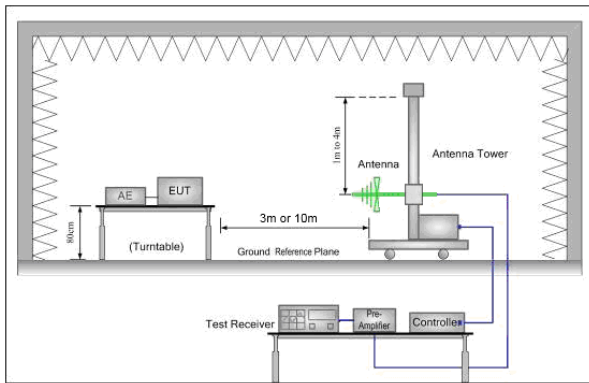 1m to 4m
Antenna
Antenna Tower
AE
EUT
80cm
(Turntable)
3m or 10m
Ground Reference Plane
Test Receiver
Pre-
Amplifier
Controller